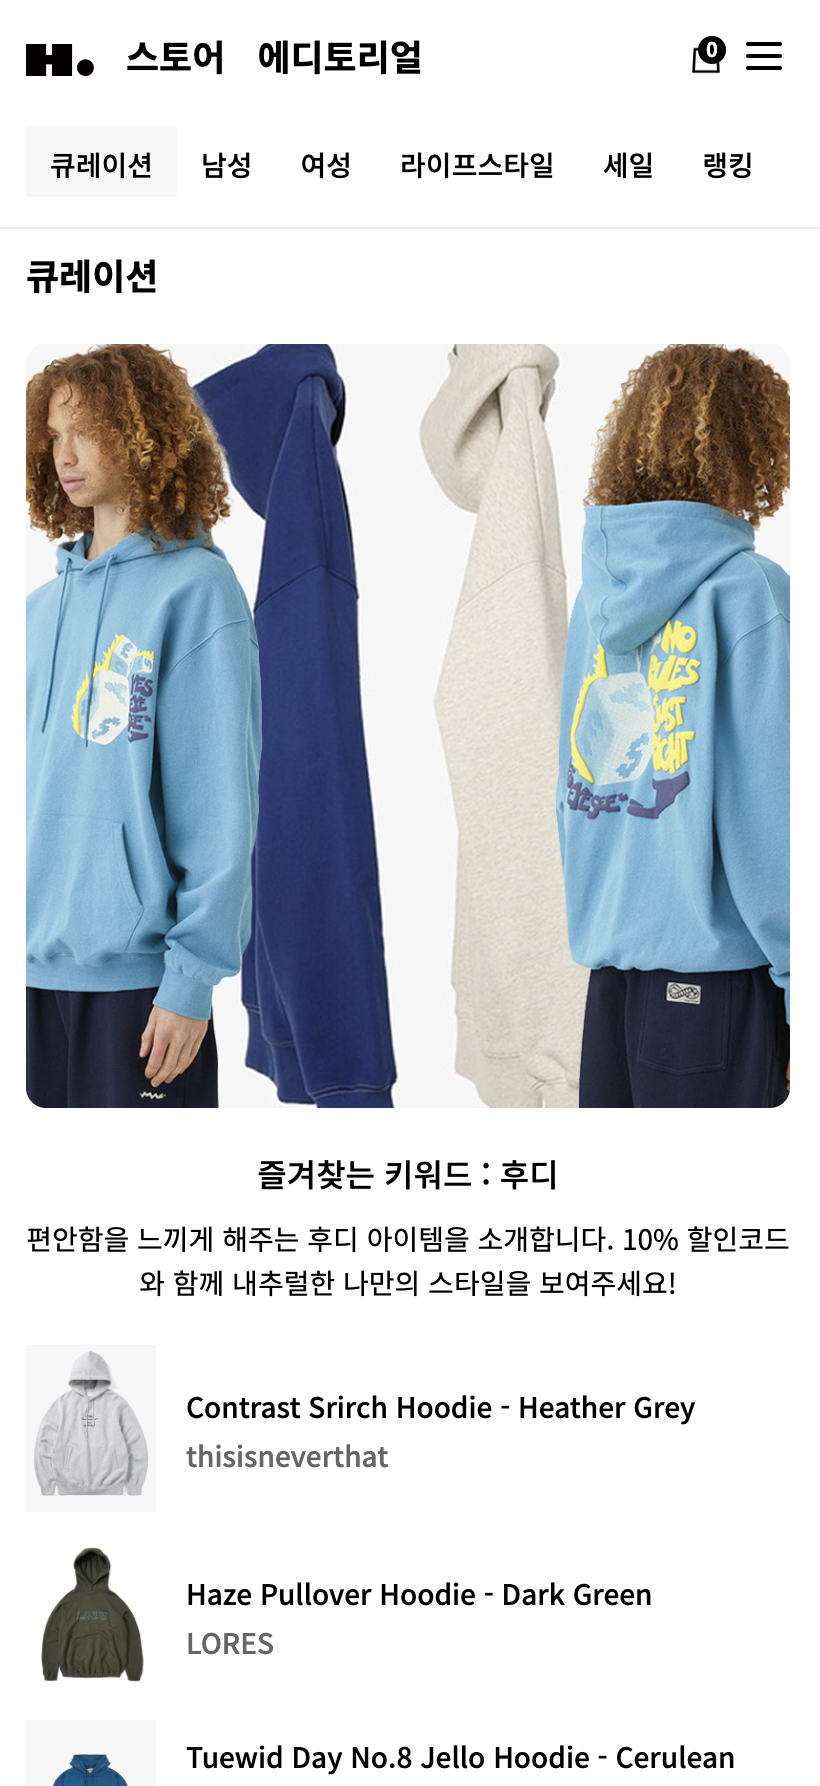 H. 스토어 에디토리얼 0
큐레이션 남성 여성 라이프스타일 세일 랭킹
큐레이션
NO
RULES
JUST
RIGHT
즐겨찾는 키워드 : 후디
편안함을 느끼게 해주는 후디 아이템을 소개합니다. 10% 할인코드
와 함께 내추럴한 나만의 스타일을 보여주세요!
Contrast Srirch Hoodie - Heather Grey
thisisneverthat
Haze Pullover Hoodie - Dark Green
LORES
Tuewid Day No.8 Jello Hoodie - Cerulean